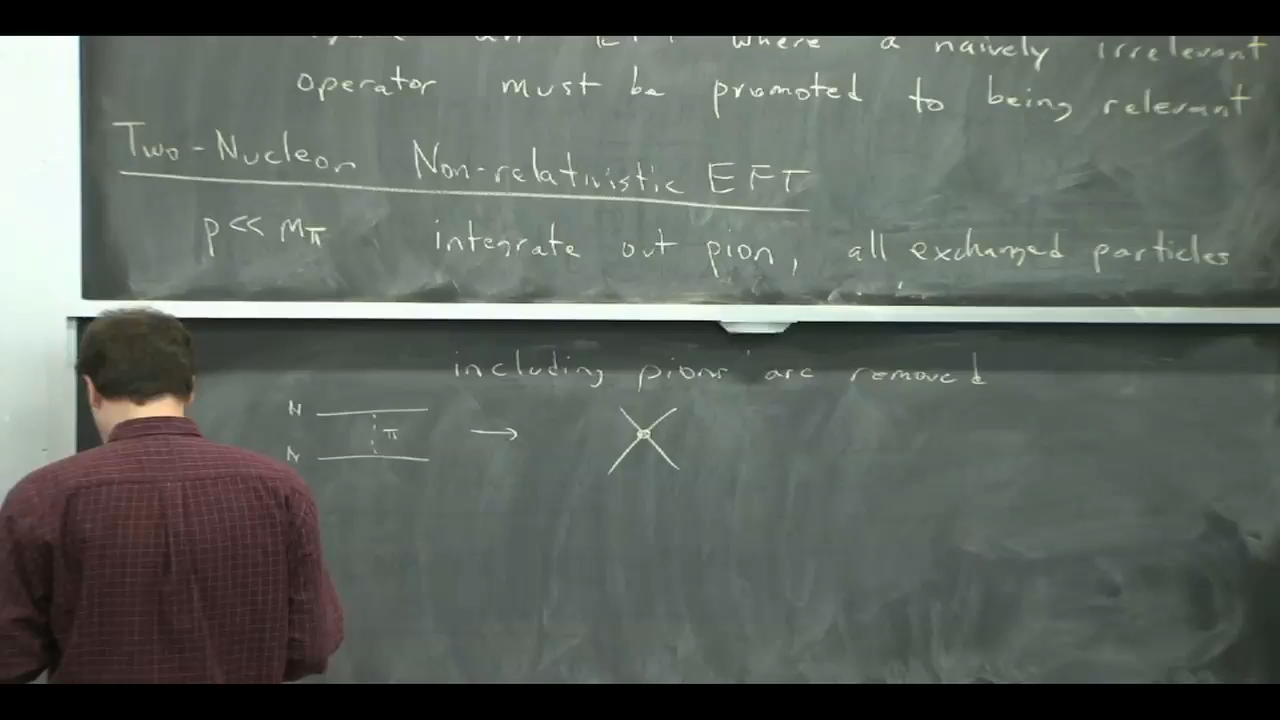 EFT where a naively irrelevant
operator must be promoted to being relevant
Two-Nucleon Non-relativistic EFT
p << mπ integrate out pion, all exchanged particles
including pions are removed
N
π →
N